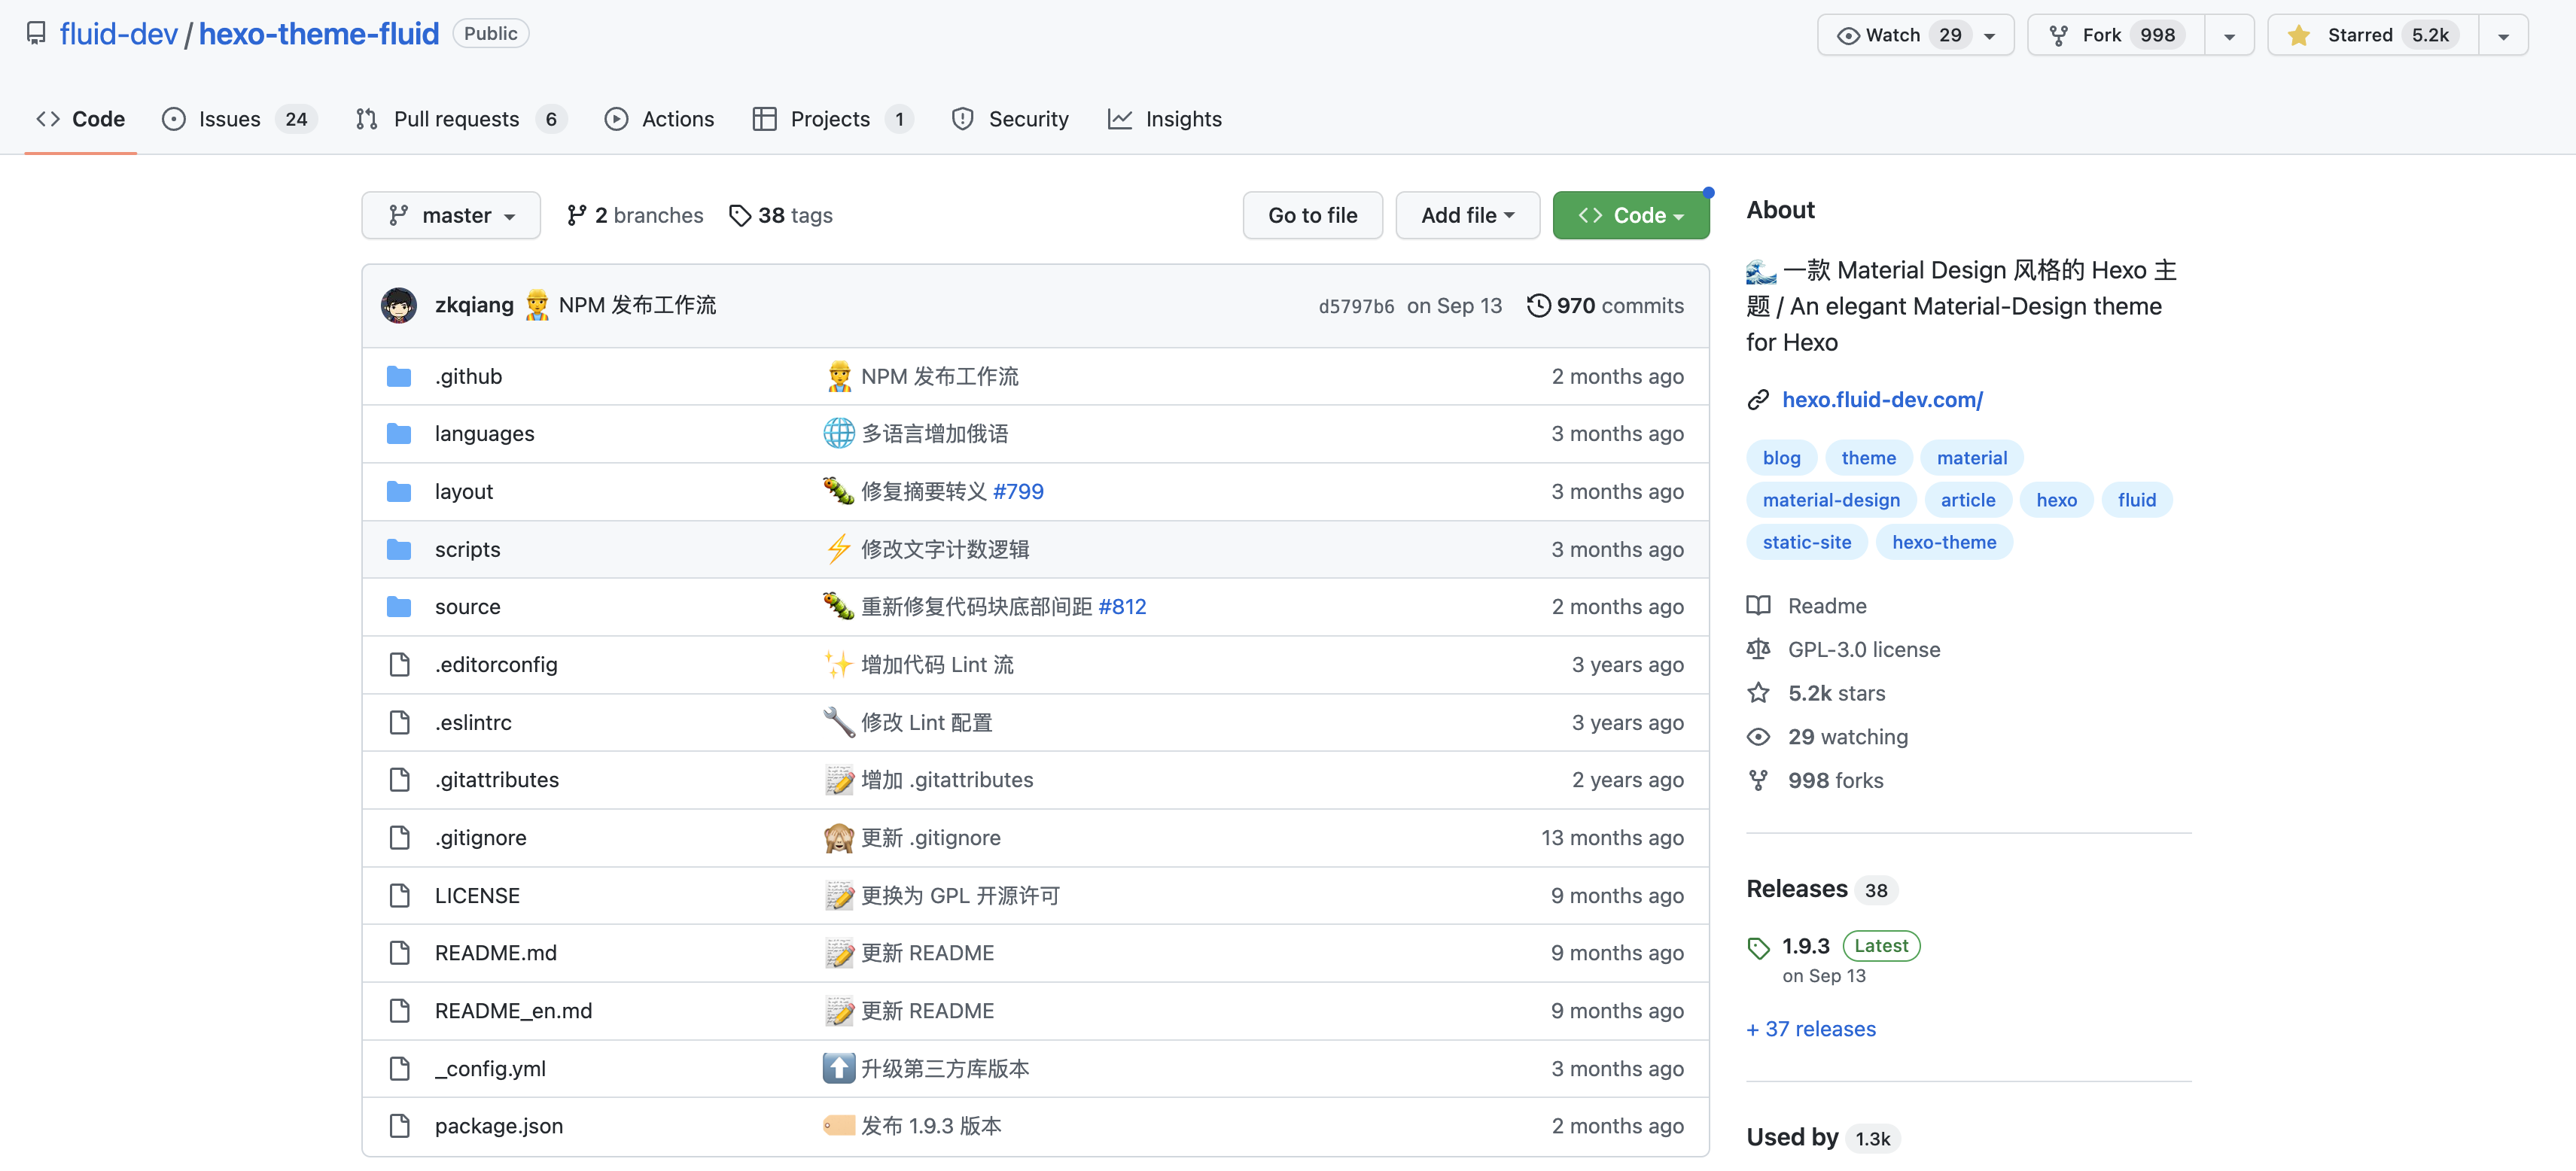 fluid-dev / hexo-theme-fluid Public
Watch 29
Fork 998
Starred 5.2k
Code
Issues 24
Pull requests 6
Actions
Projects 1
Security
Insights
master
2 branches
38 tags
Go to file
Add file
Code
zkqiang 👷 NPM 发布工作流
d5797b6 on Sep 13
970 commits
.github 👷 NPM 发布工作流 2 months ago
languages 🌐 多语言增加俄语 3 months ago
layout 🐛 修复摘要转义 #799 3 months ago
scripts ⚡ 修改文字计数逻辑 3 months ago
source 🐛 重新修复代码块底部间距 #812 2 months ago
.editorconfig ✨ 增加代码 Lint 流 3 years ago
.eslintrc 🔧 修改 Lint 配置 3 years ago
.gitattributes 📝 增加 .gitattributes 2 years ago
.gitignore 🙈 更新 .gitignore 13 months ago
LICENSE 📝 更换为 GPL 开源许可 9 months ago
README.md 📝 更新 README 9 months ago
README_en.md 📝 更新 README 9 months ago
_config.yml ⬆️ 升级第三方库版本 3 months ago
package.json 🏷️ 发布 1.9.3 版本 2 months ago
About
🌊 一款 Material Design 风格的 Hexo 主
题 / An elegant Material-Design theme
for Hexo
hexo.fluid-dev.com/
blog theme material
material-design article hexo fluid
static-site hexo-theme
Readme
GPL-3.0 license
5.2k stars
29 watching
998 forks
Releases 38
1.9.3 Latest
on Sep 13
+ 37 releases
Used by 1.3k